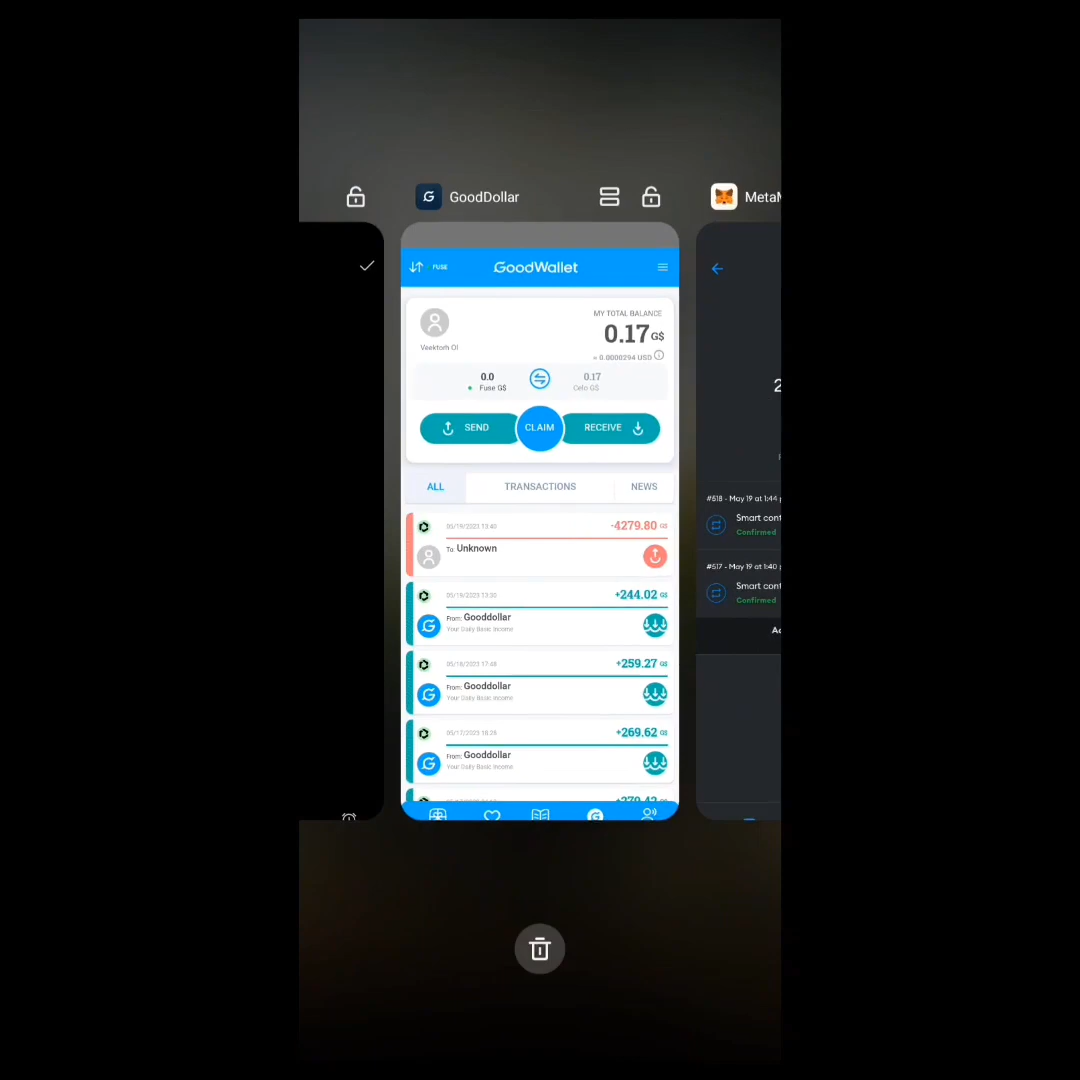 GoodDollar
MetaM
FUSE
GoodWallet
MY TOTAL BALANCE
0.17 G$
≈ 0.0000294 USD
Veektorh Ol
0.0
Fuse G$
0.17
Celo G$
SEND
CLAIM
RECEIVE
ALL
TRANSACTIONS
NEWS
05/19/2023 13:40
-4279.80 G$
To: Unknown
05/19/2023 13:30
+244.02 G$
From: Gooddollar
Your Daily Basic Income
05/18/2023 17:48
+259.27 G$
From: Gooddollar
Your Daily Basic Income
05/17/2023 18:28
+269.62 G$
From: Gooddollar
Your Daily Basic Income
+270.42 G$
2
#518 - May 19 at 1:44
Smart cont
Confirmed
#517 - May 19 at 1:40
Smart cont
Confirmed